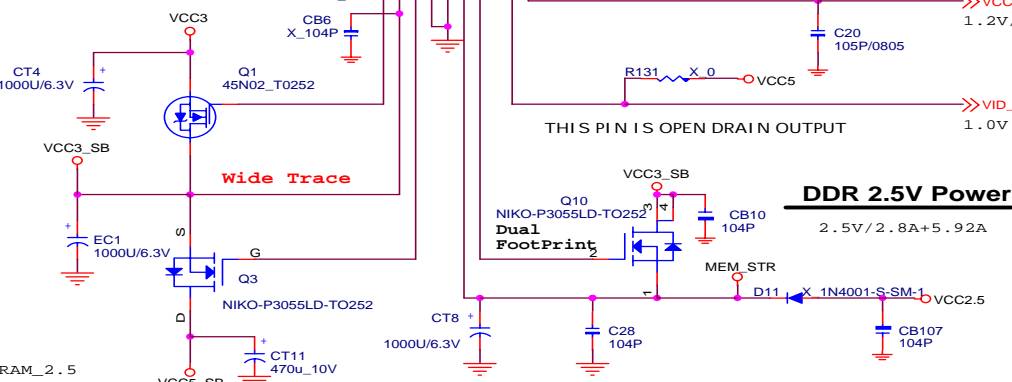 VCC3
CB6
X_104P
VCC
1.2V/
C20
105P/0805
CT4
1000U/6.3V
+
Q1
45N02_TO252
R131
X_0
VCC5
VID_
1.0V
THIS PIN IS OPEN DRAIN OUTPUT
VCC3_SB
Wide Trace
VCC3_SB
DDR 2.5V Power
2.5V/2.8A+5.92A
Q10
NIKO-P3055LD-TO252
3
4
Dual
FootPrint
2
CB10
104P
+
EC1
1000U/6.3V
S
G
Q3
NIKO-P3055LD-TO252
D
MEM_STR
1
D11
X_1N4001-S-SM-1
VCC2.5
CT8
+
1000U/6.3V
C28
104P
CB107
104P
+
CT11
470u_10V
RAM_2.5
VCC5_SB